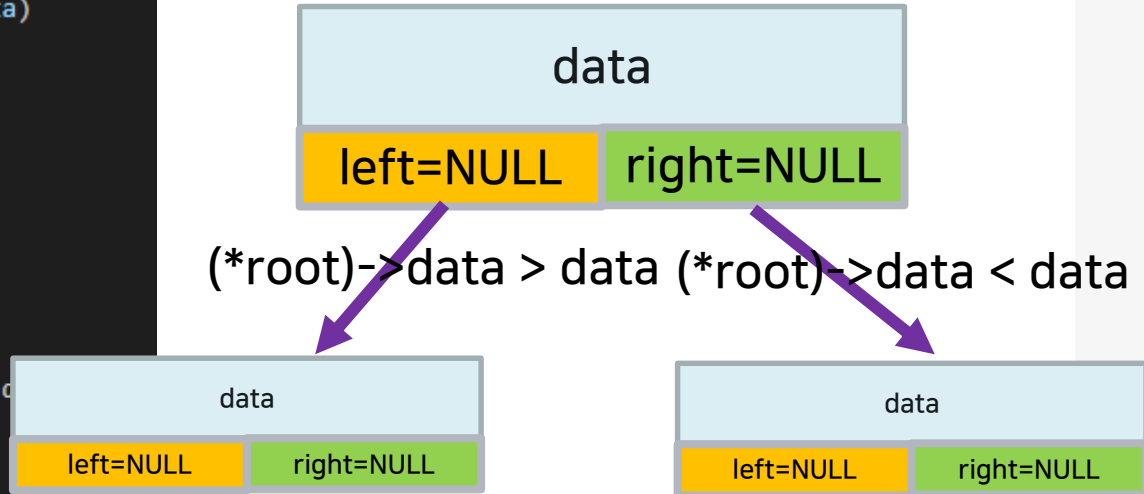 a)
data
left=NULL right=NULL
(*root)->data > data (*root)->data < data
data data
left=NULL right=NULL left=NULL right=NULL